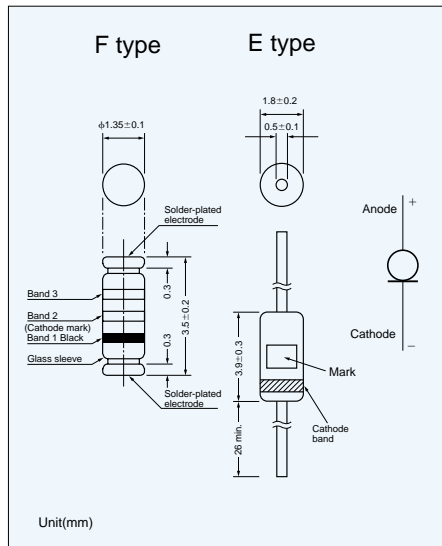 F type
E type
1.8±0.2
ϕ1.35±0.1
0.5±0.1
Anode
+
Solder-plated
electrode
Band 3
Band 2
(Cathode mark)
Band 1 Black
Glass sleeve
0.3
3.5±0.2
0.3
Solder-plated
electrode
3.9±0.3
Mark
Cathode
band
26 min.
Cathode
−
Unit(mm)